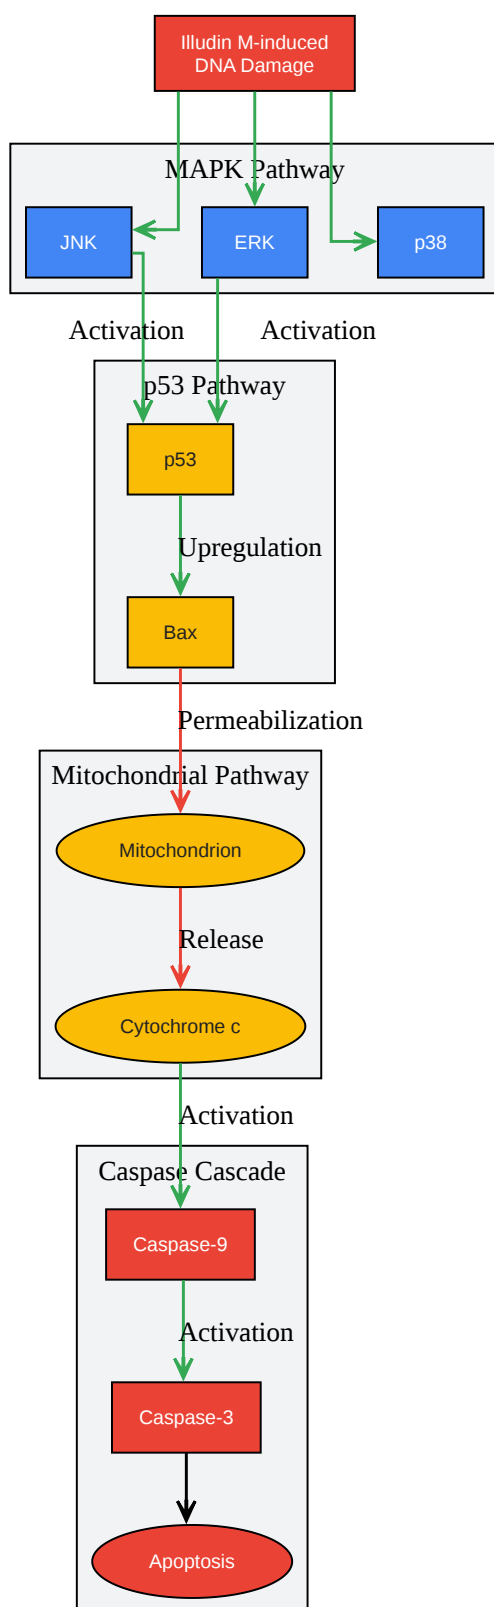 Illudin M-induced
DNA Damage
MAPK Pathway
JNK
ERK
p38
Activation
Activation
p53 Pathway
p53
Upregulation
Bax
Permeabilization
Mitochondrial Pathway
Mitochondrion
Release
Cytochrome c
Activation
Caspase Cascade
Caspase-9
Activation
Caspase-3
Apoptosis